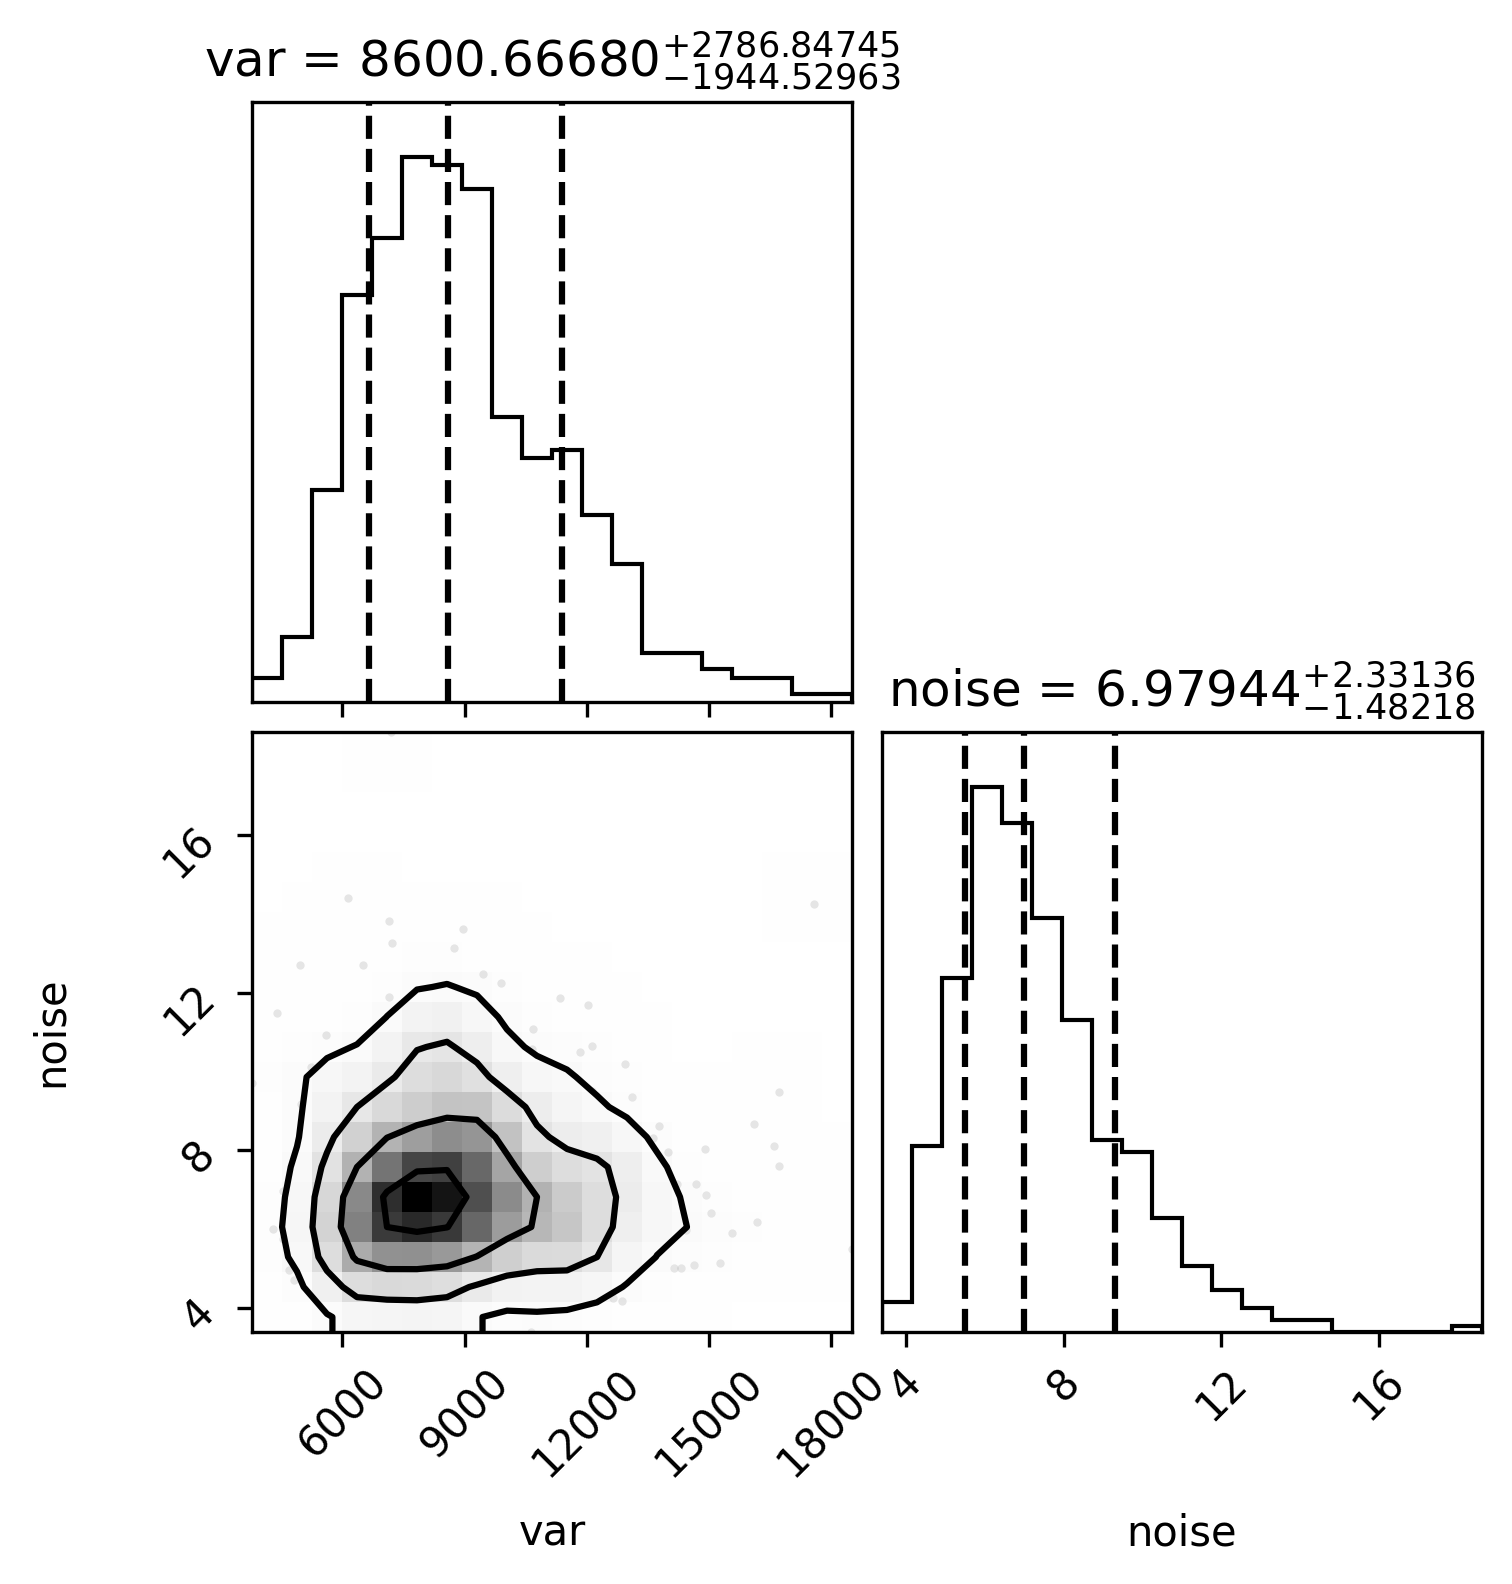 var = 8600.66680+2786.84745−1944.52963
noise = 6.97944+2.33136−1.48218
noise
16
12
8
4
6000 9000 12000 15000 18000
4 8 12 16
var
noise